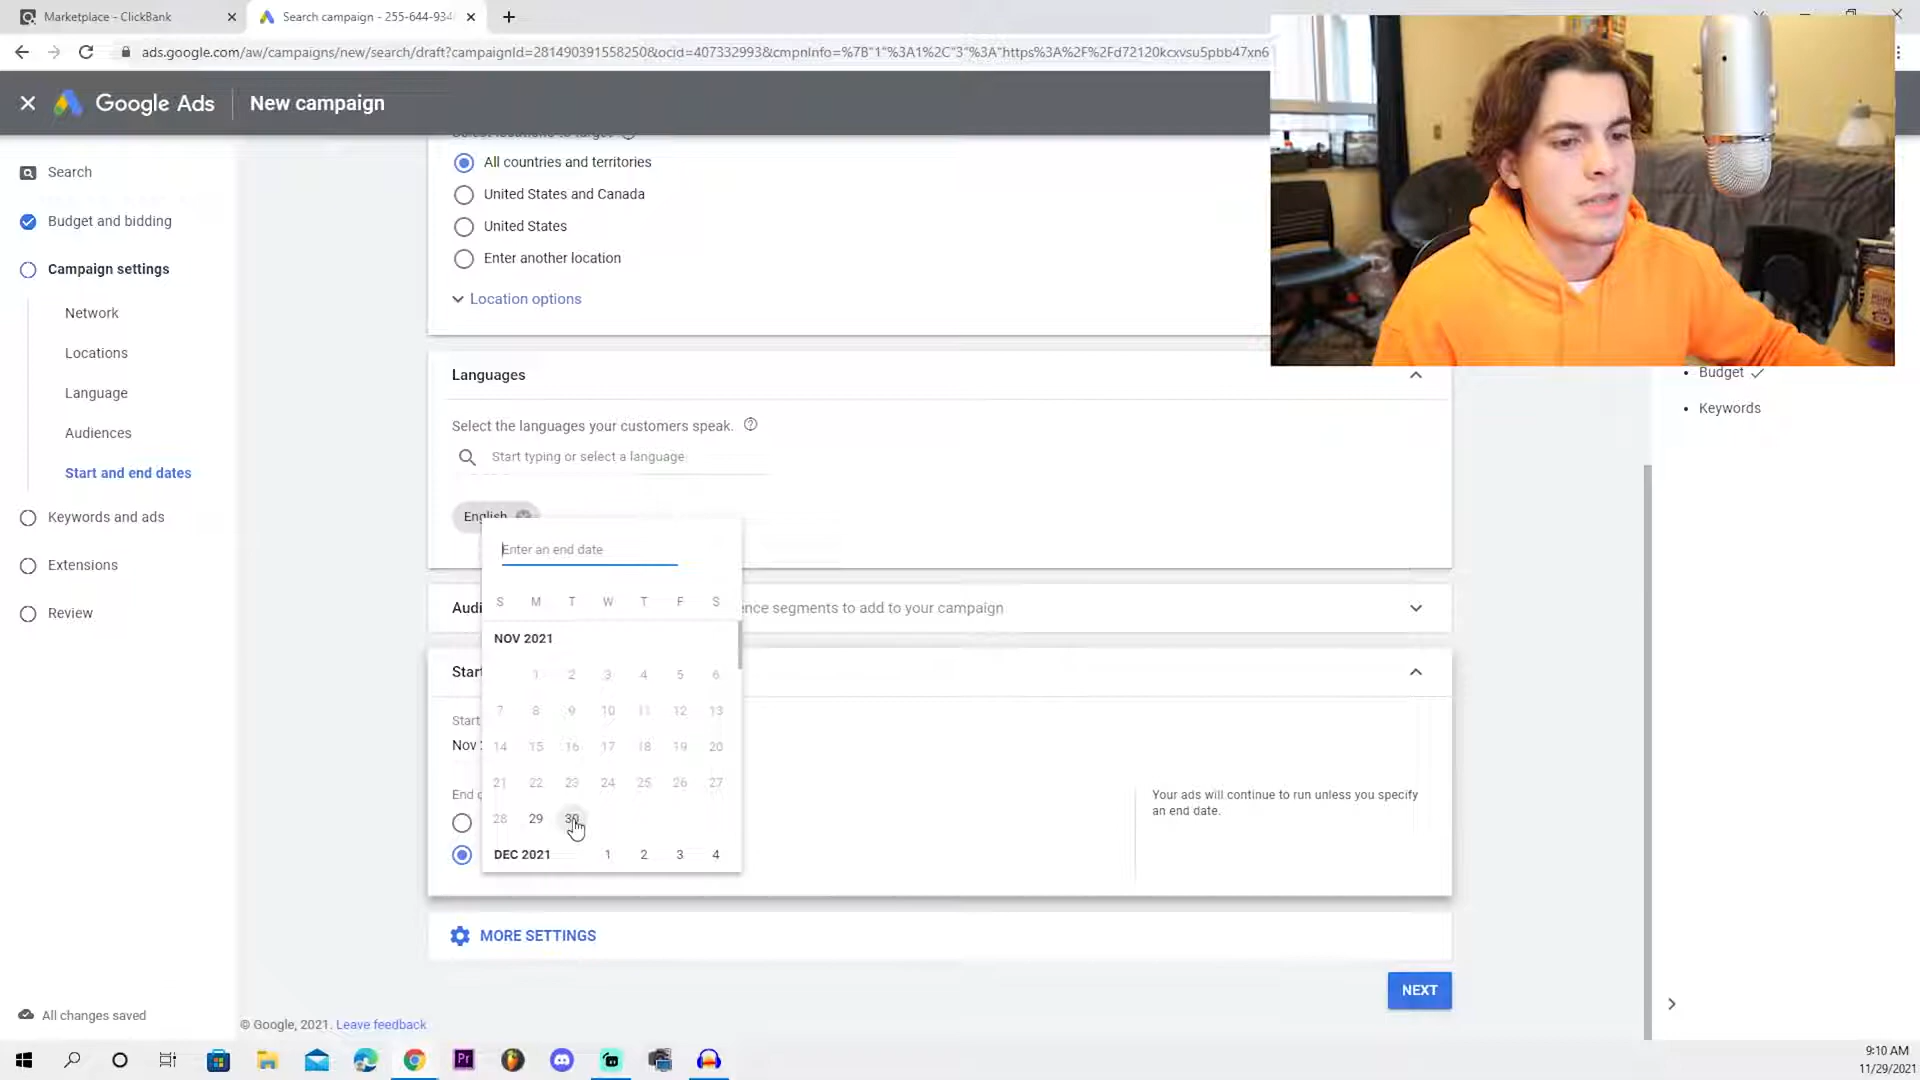 Marketplace - ClickBank
Search campaign - 255-644-934
ads.google.com/aw/campaigns/new/search/draft?campaignId=281490391558250&ocid=407332993&cmpnInfo=%7B"1"%3A1%2C"3"%3A"https%3A%2F%2Fd72120kcxvsu5pbb47xn6
Google Ads
New campaign
Search
Budget and bidding
Campaign settings
Network
Locations
Language
Audiences
Start and end dates
Keywords and ads
Extensions
Review
All changes saved
Select locations to target
All countries and territories
United States and Canada
United States
Enter another location
Location options
Languages
Select the languages your customers speak.
Start typing or select a language
English
Enter an end date
S M T W T F S
NOV 2021
1 2 3 4 5 6
7 8 9 10 11 12 13
14 15 16 17 18 19 20
21 22 23 24 25 26 27
28 29 30
DEC 2021 1 2 3 4
Audi
ence segments to add to your campaign
Start
Start
Nov
End
Your ads will continue to run unless you specify
an end date.
MORE SETTINGS
NEXT
© Google, 2021. Leave feedback
Budget
Keywords
Pr
9:10 AM
11/29/2021